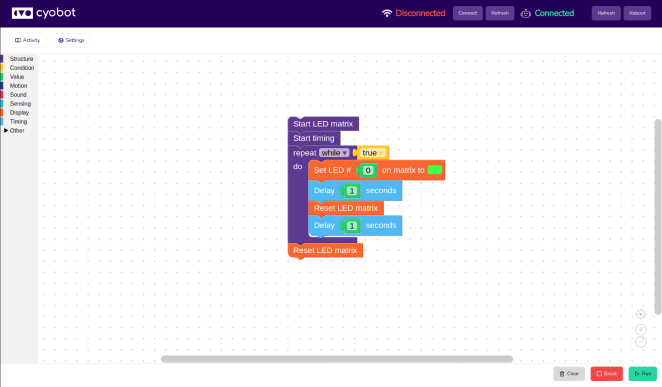 cyobot
Disconnected
Connect
Refresh
Connected
Refresh
Reboot
Activity
Settings
Structure
Condition
Value
Motion
Sound
Sensing
Display
Timing
Other
Start LED matrix
Start timing
repeat while true
do
Set LED # 0 on matrix to
Delay 1 seconds
Reset LED matrix
Delay 1 seconds
Reset LED matrix
Clear
Break
Run